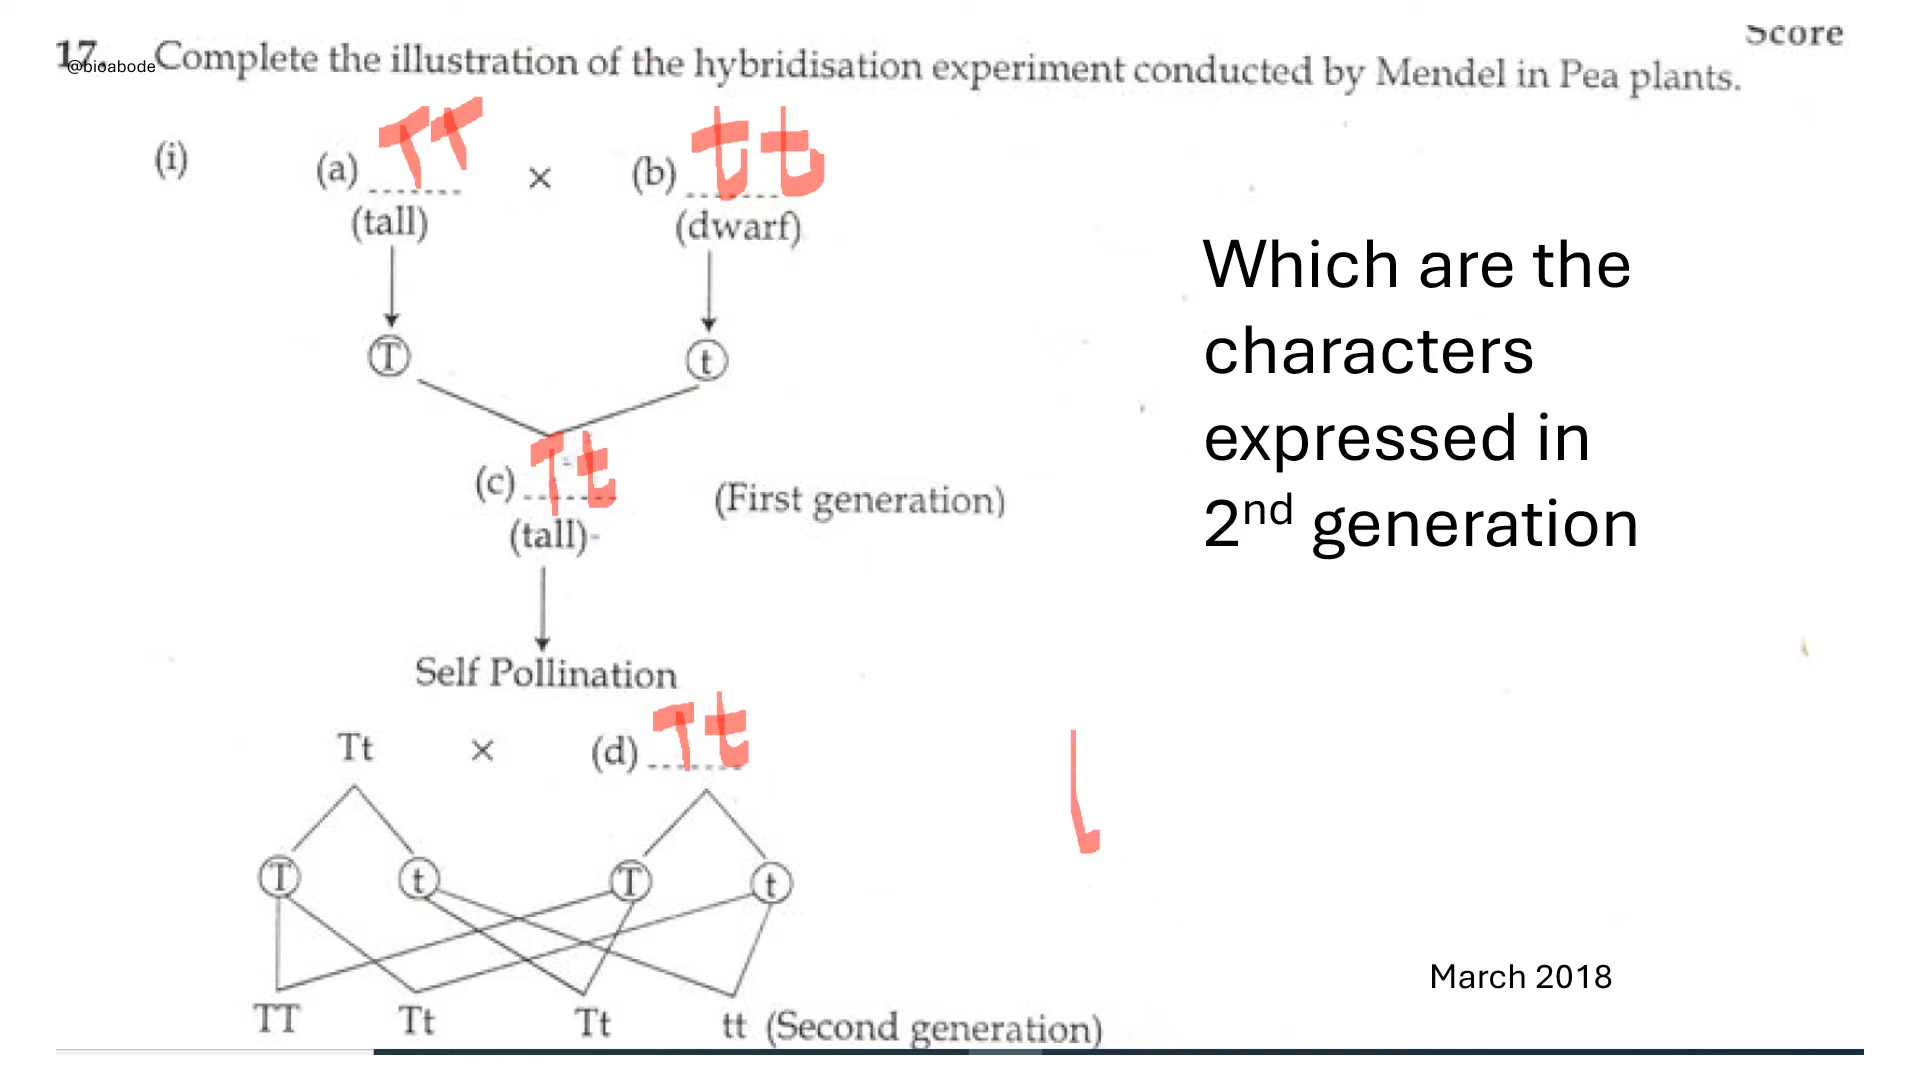 Score
17. Complete the illustration of the hybridisation experiment conducted by Mendel in Pea plants.
@bioabode
(i) (a) TT × (b) tt
(tall) (dwarf)
T t
(c) Tt (First generation)
(tall)
Self Pollination
Tt × (d) Tt
T t T t
TT Tt Tt tt (Second generation)
Which are the
characters
expressed in
2nd generation
March 2018